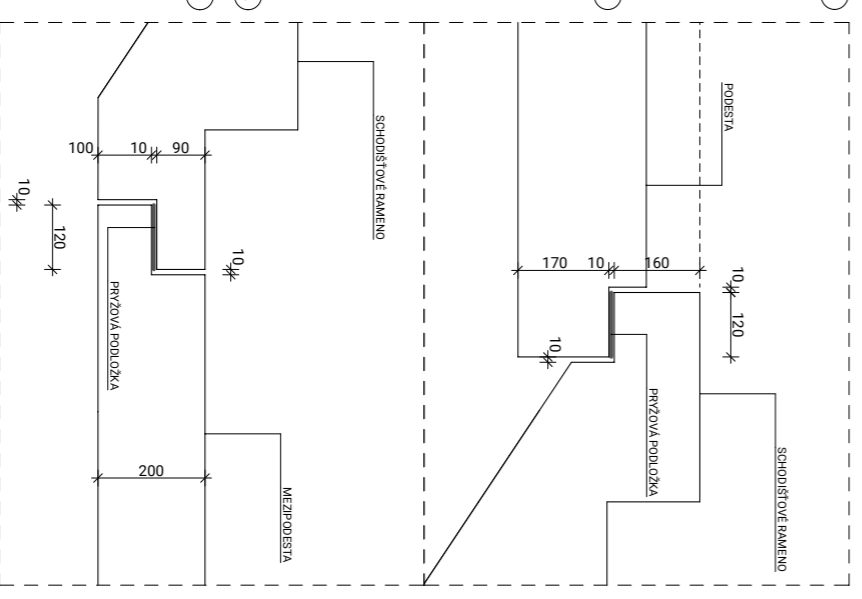 SCHODIŠŤOVÉ RAMENO
100
10
90
10
120
10
PRYŽOVÁ PODLOŽKA
200
MEZIPODESTA
PODESTA
170
10
160
10
120
10
PRYŽOVÁ PODLOŽKA
SCHODIŠŤOVÉ RAMENO